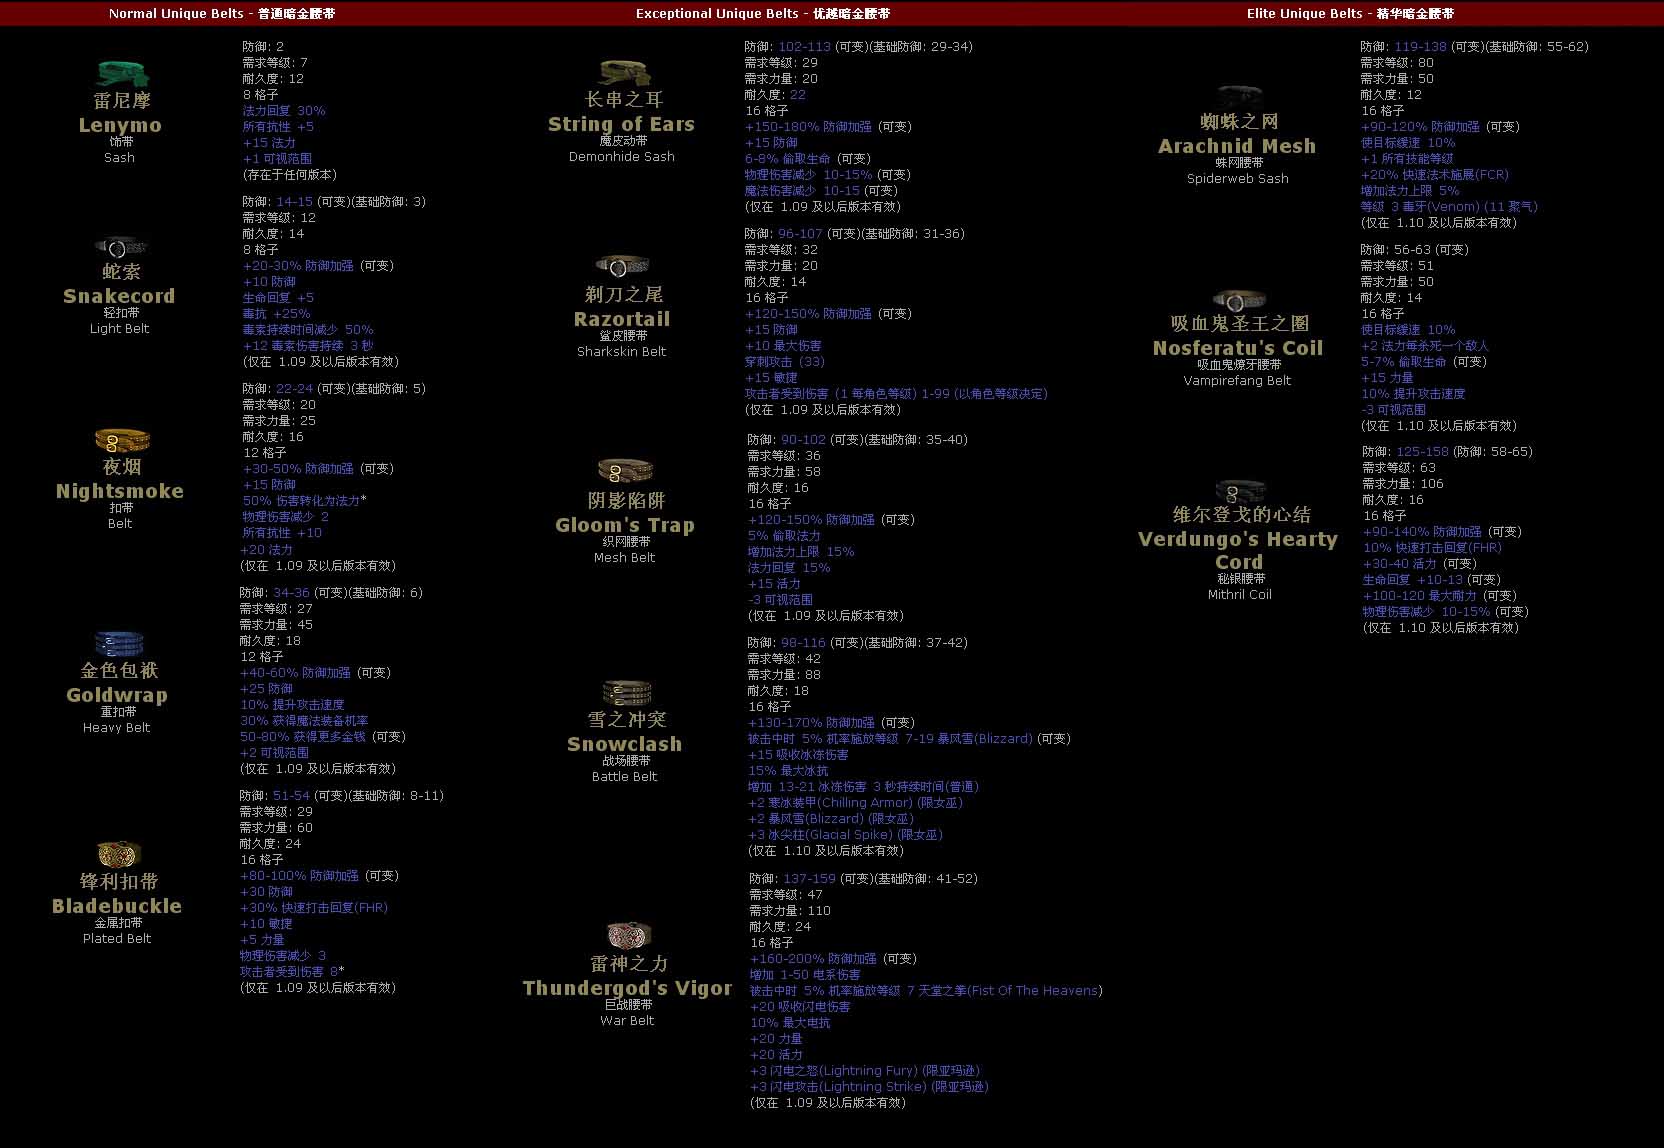 Normal Unique Belts - 普通暗金腰带
雷尼摩
Lenymo
饰带
Sash
防御: 2
需求等级: 7
耐久度: 12
8 格子
法力回复 30%
所有抗性 +5
+15 法力
+1 可视范围
(存在于任何版本)
蛇索
Snakecord
轻扣带
Light Belt
防御: 14-15 (可变)(基础防御: 3)
需求等级: 12
耐久度: 14
8 格子
+20-30% 防御加强 (可变)
+10 防御
生命回复 +5
毒抗 +25%
毒素持续时间减少 50%
+12 毒素伤害持续 3 秒
(仅在 1.09 及以后版本有效)
夜烟
Nightsmoke
扣带
Belt
防御: 22-24 (可变)(基础防御: 5)
需求等级: 20
需求力量: 25
耐久度: 16
12 格子
+30-50% 防御加强 (可变)
+15 防御
50% 伤害转化为法力*
物理伤害减少 2
所有抗性 +10
+20 法力
(仅在 1.09 及以后版本有效)
金色包袱
Goldwrap
重扣带
Heavy Belt
防御: 34-36 (可变)(基础防御: 6)
需求等级: 27
需求力量: 45
耐久度: 18
12 格子
+40-60% 防御加强 (可变)
+25 防御
10% 提升攻击速度
30% 获得魔法装备机率
50-80% 获得更多金钱 (可变)
+2 可视范围
(仅在 1.09 及以后版本有效)
锋利扣带
Bladebuckle
金属扣带
Plated Belt
防御: 51-54 (可变)(基础防御: 8-11)
需求等级: 29
需求力量: 60
耐久度: 24
16 格子
+80-100% 防御加强 (可变)
+30 防御
+30% 快速打击回复(FHR)
+10 敏捷
+5 力量
物理伤害减少 3
攻击者受到伤害 8*
(仅在 1.09 及以后版本有效)
Exceptional Unique Belts - 优越暗金腰带
长串之耳
String of Ears
魔皮动带
Demonhide Sash
防御: 102-113 (可变)(基础防御: 29-34)
需求等级: 29
需求力量: 20
耐久度: 22
16 格子
+150-180% 防御加强 (可变)
+15 防御
6-8% 偷取生命 (可变)
物理伤害减少 10-15% (可变)
魔法伤害减少 10-15 (可变)
(仅在 1.09 及以后版本有效)
剃刀之尾
Razortail
鲨皮腰带
Sharkskin Belt
防御: 96-107 (可变)(基础防御: 31-36)
需求等级: 32
需求力量: 20
耐久度: 14
16 格子
+120-150% 防御加强 (可变)
+15 防御
+10 最大伤害
穿刺攻击 (33)
+15 敏捷
攻击者受到伤害 (1 每角色等级) 1-99 (以角色等级决定)
(仅在 1.09 及以后版本有效)
阴影陷阱
Gloom's Trap
织网腰带
Mesh Belt
防御: 90-102 (可变)(基础防御: 35-40)
需求等级: 36
需求力量: 58
耐久度: 16
16 格子
+120-150% 防御加强 (可变)
5% 偷取法力
增加法力上限 15%
法力回复 15%
+15 活力
-3 可视范围
(仅在 1.09 及以后版本有效)
雪之冲突
Snowclash
战场腰带
Battle Belt
防御: 98-116 (可变)(基础防御: 37-42)
需求等级: 42
需求力量: 88
耐久度: 18
16 格子
+130-170% 防御加强 (可变)
被击中时 5% 机率施放等级 7-19 暴风雪(Blizzard) (可变)
+15 吸收冰冻伤害
15% 最大冰抗
增加 13-21 冰冻伤害 3 秒持续时间(普通)
+2 寒冰装甲(Chilling Armor) (限女巫)
+2 暴风雪(Blizzard) (限女巫)
+3 冰尖柱(Glacial Spike) (限女巫)
(仅在 1.10 及以后版本有效)
雷神之力
Thundergod's Vigor
巨战腰带
War Belt
防御: 137-159 (可变)(基础防御: 41-52)
需求等级: 47
需求力量: 110
耐久度: 24
16 格子
+160-200% 防御加强 (可变)
增加 1-50 电系伤害
被击中时 5% 机率施放等级 7 天堂之拳(Fist Of The Heavens)
+20 吸收闪电伤害
10% 最大电抗
+20 力量
+20 活力
+3 闪电之怒(Lightning Fury) (限亚玛逊)
+3 闪电攻击(Lightning Strike) (限亚玛逊)
(仅在 1.09 及以后版本有效)
Elite Unique Belts - 精华暗金腰带
蜘蛛之网
Arachnid Mesh
蛛网腰带
Spiderweb Sash
防御: 119-138 (可变)(基础防御: 55-62)
需求等级: 80
需求力量: 50
耐久度: 12
16 格子
+90-120% 防御加强 (可变)
使目标缓速 10%
+1 所有技能等级
+20% 快速法术施展(FCR)
增加法力上限 5%
等级 3 毒牙(Venom) (11 聚气)
(仅在 1.10 及以后版本有效)
吸血鬼圣王之圈
Nosferatu's Coil
吸血鬼獠牙腰带
Vampirefang Belt
防御: 56-63 (可变)
需求等级: 51
需求力量: 50
耐久度: 14
16 格子
使目标缓速 10%
+2 法力每杀死一个敌人
5-7% 偷取生命 (可变)
+15 力量
10% 提升攻击速度
-3 可视范围
(仅在 1.10 及以后版本有效)
维尔登戈的心结
Verdungo's Hearty
Cord
秘银腰带
Mithril Coil
防御: 125-158 (防御: 58-65)
需求等级: 63
需求力量: 106
耐久度: 16
16 格子
+90-140% 防御加强 (可变)
10% 快速打击回复(FHR)
+30-40 活力 (可变)
生命回复 +10-13 (可变)
+100-120 最大耐力 (可变)
物理伤害减少 10-15% (可变)
(仅在 1.10 及以后版本有效)